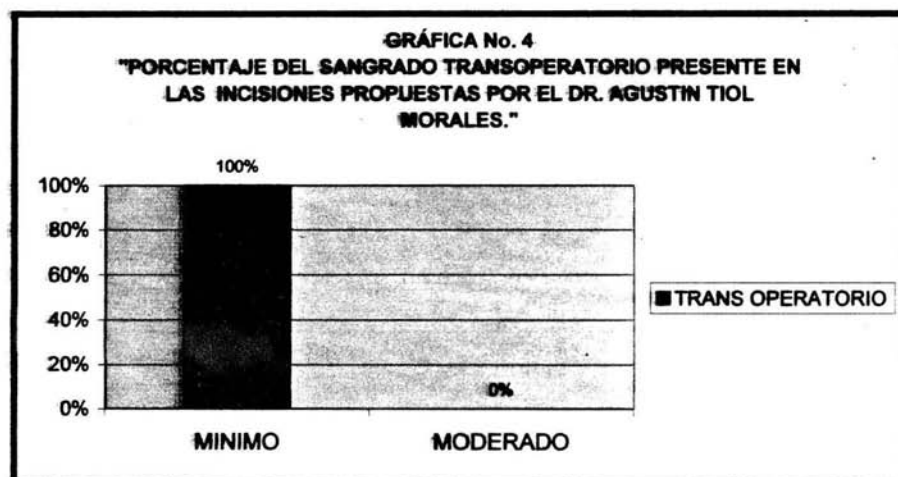 GRÁFICA No. 4
"PORCENTAJE DEL SANGRADO TRANSOPERATORIO PRESENTE EN
LAS INCISIONES PROPUESTAS POR EL DR. AGUSTIN TIOL
MORALES."
100%
100%
80%
60%
40%
20%
0%
0%
MINIMO
MODERADO
TRANS OPERATORIO